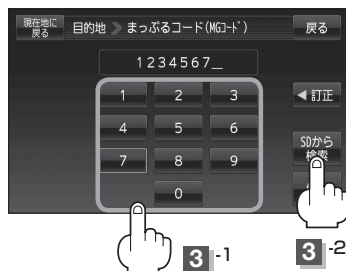 現在地に
戻る
目的地 まっぷるコード(MGｺｰﾄﾞ)
戻る
1234567_
1 2 3
◀訂正
4 5 6
SDから
検索
7 8 9
0
3 -1
3 -2